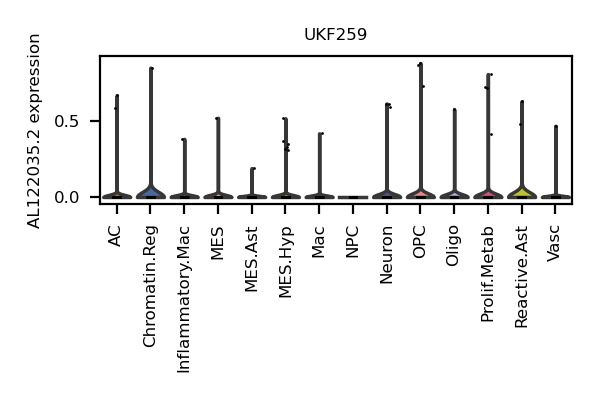 UKF259
AL122035.2 expression
0.5
0.0
AC
Chromatin.Reg
Inflammatory.Mac
MES
MES.Ast
MES.Hyp
Mac
NPC
Neuron
OPC
Oligo
Prolif.Metab
Reactive.Ast
Vasc